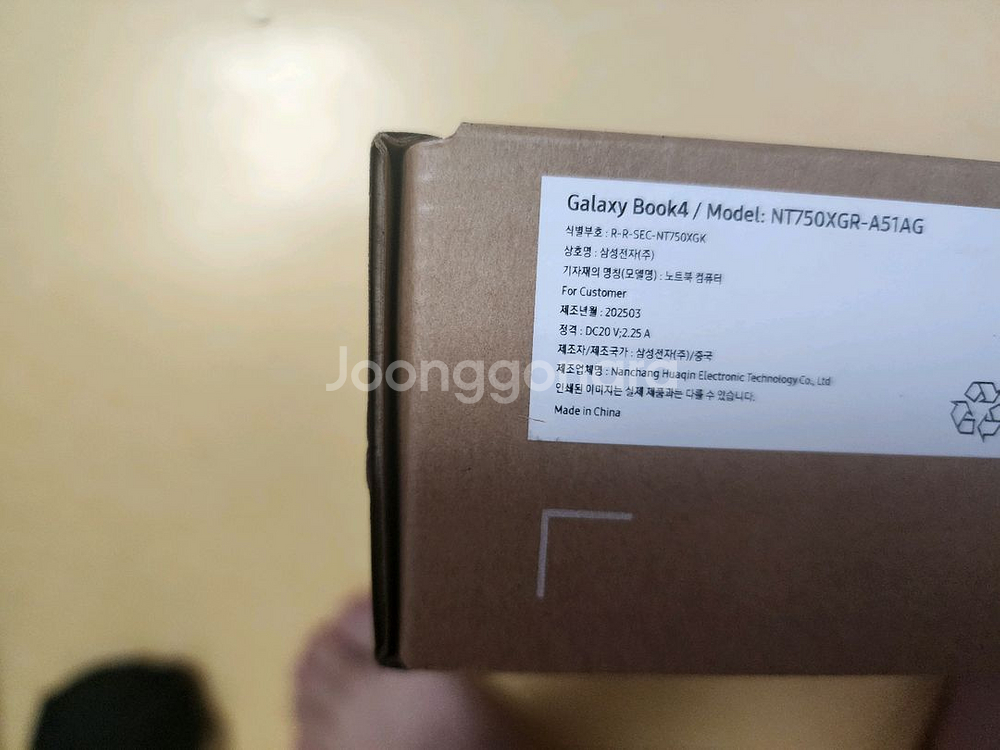 Galaxy Book4 / Model: NT750XGR-A51AG
식별부호 : R-R-SEC-NT750XGK
상호명 : 삼성전자(주)
기자재의 명칭(모델명) : 노트북 컴퓨터
For Customer
제조년월 : 202503
정격 : DC20 V;2.25 A
제조자/제조국가 : 삼성전자(주)/중국
제조업체명 : Nanchang Huaqin Electronic Technology Co., Ltd
인쇄된 이미지는 실제 제품과는 다를 수 있습니다.
Made in China
Joonggonara